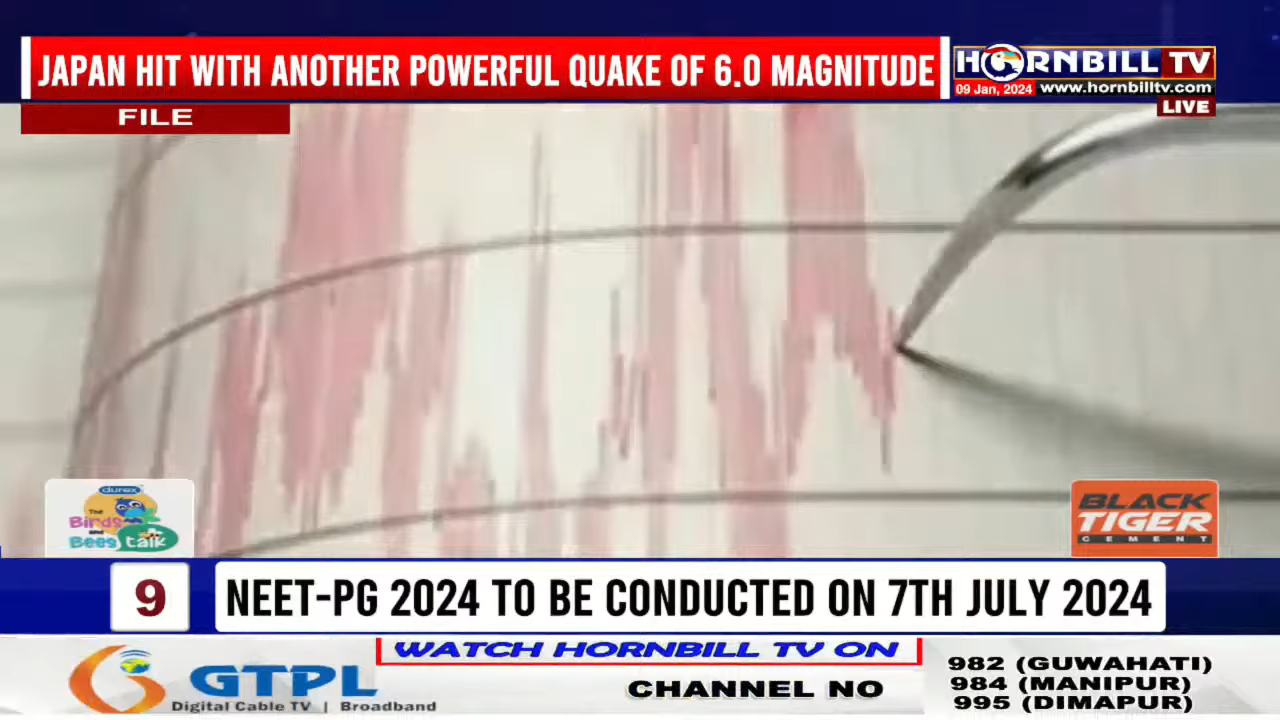 JAPAN HIT WITH ANOTHER POWERFUL QUAKE OF 6.0 MAGNITUDE
HORNBILL TV
09 Jan, 2024 www.hornbilltv.com
LIVE
FILE
durex
The
Birds
and
Bees talk
BLACK
TIGER
CEMENT
9
NEET-PG 2024 TO BE CONDUCTED ON 7TH JULY 2024
WATCH HORNBILL TV ON
GTPL
Digital Cable TV | Broadband
CHANNEL NO
982 (GUWAHATI)
984 (MANIPUR)
995 (DIMAPUR)